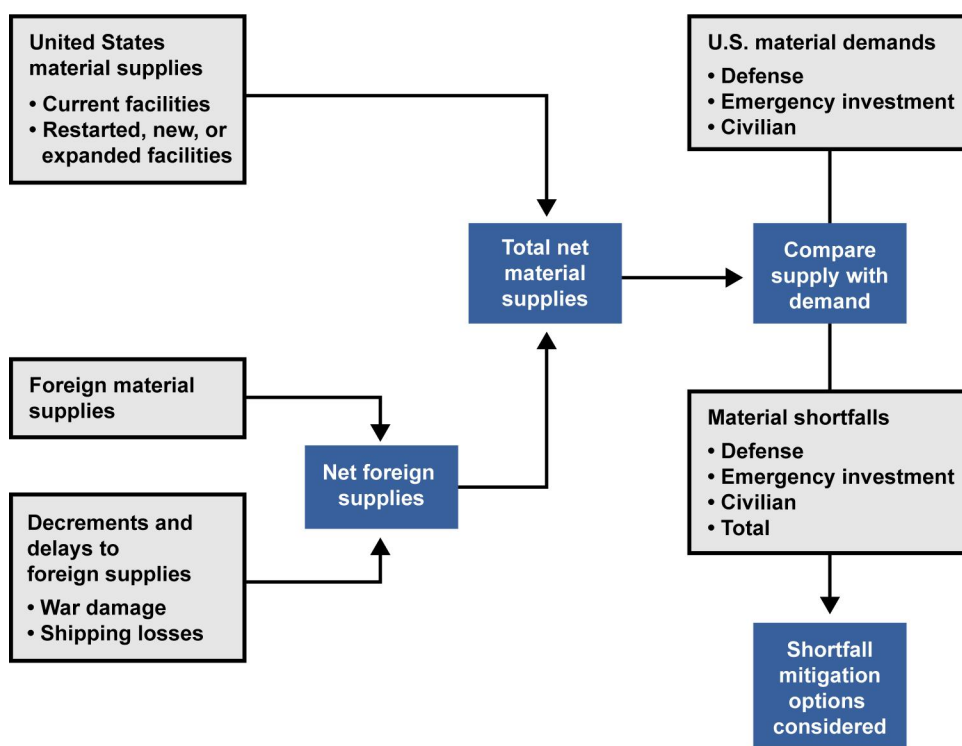 United States
material supplies
• Current facilities
• Restarted, new, or
expanded facilities
U.S. material demands
• Defense
• Emergency investment
• Civilian
Total net
material
supplies
Compare
supply with
demand
Foreign material
supplies
Net foreign
supplies
Decrements and
delays to
foreign supplies
• War damage
• Shipping losses
Material shortfalls
• Defense
• Emergency investment
• Civilian
• Total
Shortfall
mitigation
options
considered